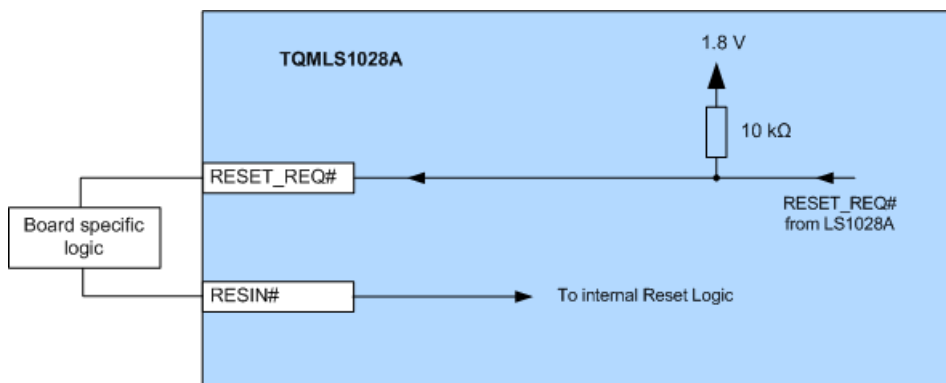 1.8 V
TQMLS1028A
10 kΩ
RESET_REQ#
RESET_REQ#
from LS1028A
Board specific
logic
RESIN#
To internal Reset Logic